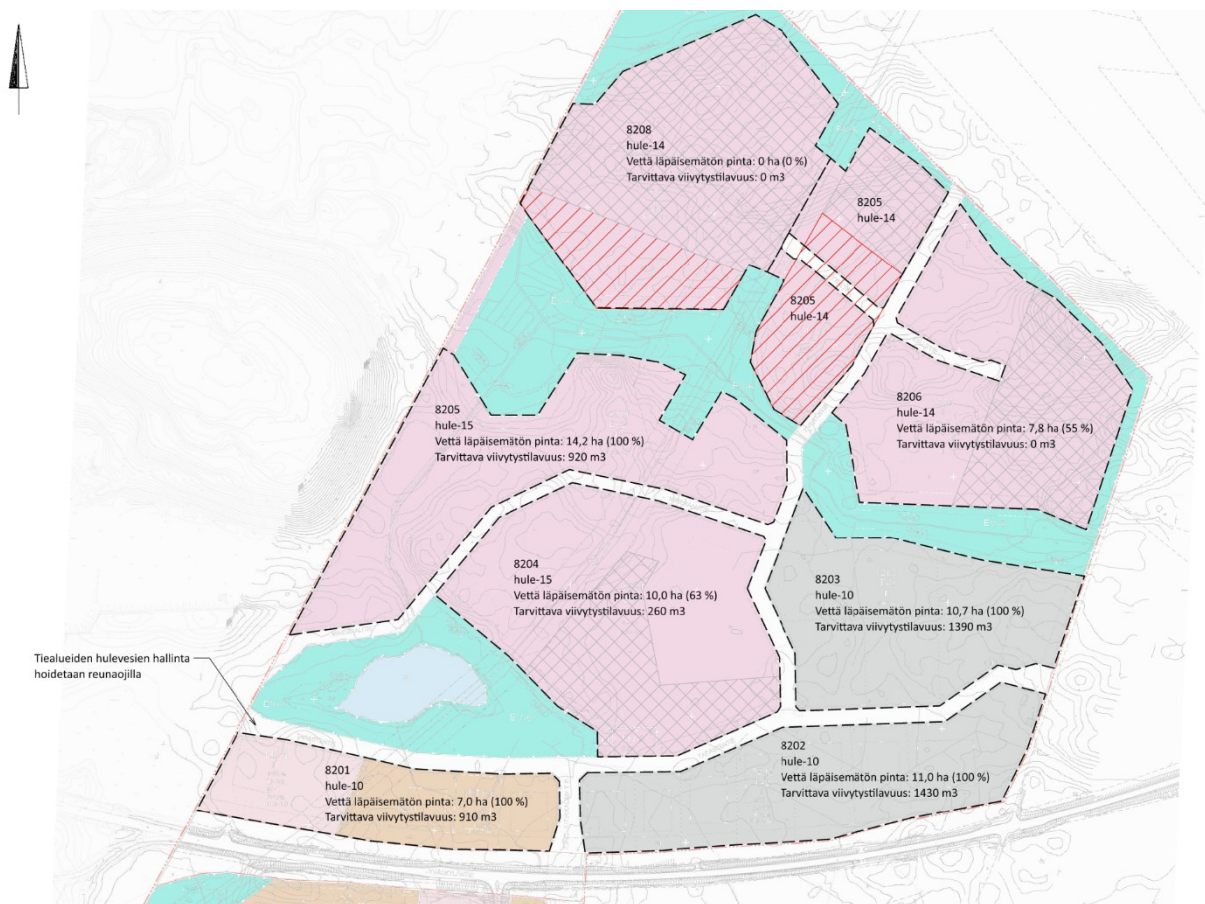 8208
hule-14
Vettä läpäisemätön pinta: 0 ha (0 %)
Tarvittava viivytystilavuus: 0 m3
8205
hule-14
8205
hule-14
8206
hule-14
Vettä läpäisemätön pinta: 7,8 ha (55 %)
Tarvittava viivytystilavuus: 0 m3
8205
hule-15
Vettä läpäisemätön pinta: 14,2 ha (100 %)
Tarvittava viivytystilavuus: 920 m3
8204
hule-15
Vettä läpäisemätön pinta: 10,0 ha (63 %)
Tarvittava viivytystilavuus: 260 m3
8203
hule-10
Vettä läpäisemätön pinta: 10,7 ha (100 %)
Tarvittava viivytystilavuus: 1390 m3
Tiealueiden hulevesien hallinta
hoidetaan reunaojilla
8202
hule-10
Vettä läpäisemätön pinta: 11,0 ha (100 %)
Tarvittava viivytystilavuus: 1430 m3
8201
hule-10
Vettä läpäisemätön pinta: 7,0 ha (100 %)
Tarvittava viivytystilavuus: 910 m3